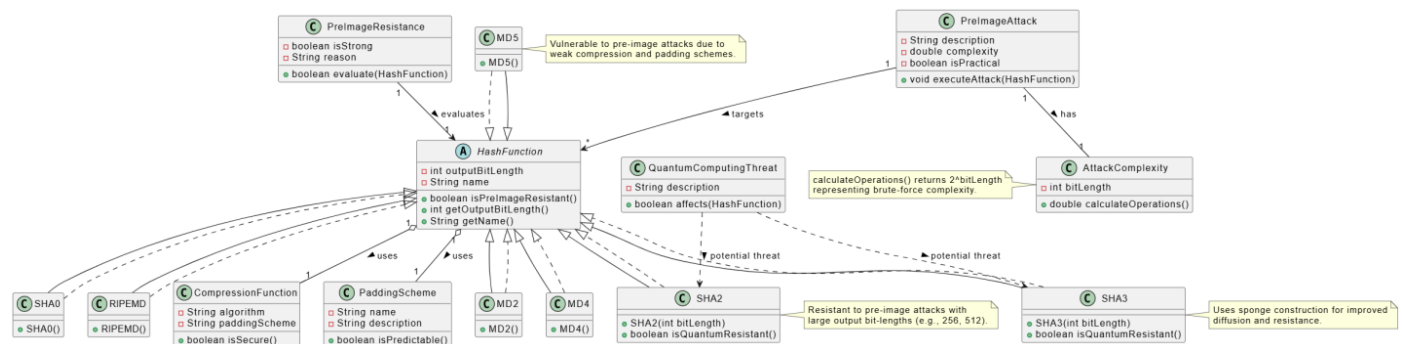 C PreImageResistance
boolean isStrong
String reason
boolean evaluate(HashFunction)
C MD5
MD5()
Vulnerable to pre-image attacks due to
weak compression and padding schemes.
C PreImageAttack
String description
double complexity
boolean isPractical
void executeAttack(HashFunction)
1
evaluates
1
1
targets
*
1
has
1
A HashFunction
int outputBitLength
String name
boolean isPreImageResistant()
int getOutputBitLength()
String getName()
C QuantumComputingThreat
String description
boolean affects(HashFunction)
calculateOperations() returns 2^bitLength
representing brute-force complexity.
C AttackComplexity
int bitLength
double calculateOperations()
1
uses
1
1
uses
1
potential threat
potential threat
C SHA0
SHA0()
C RIPEMD
RIPEMD()
C CompressionFunction
String algorithm
String paddingScheme
boolean isSecure()
C PaddingScheme
String name
String description
boolean isPredictable()
C MD2
MD2()
C MD4
MD4()
C SHA2
SHA2(int bitLength)
boolean isQuantumResistant()
Resistant to pre-image attacks with
large output bit-lengths (e.g., 256, 512).
C SHA3
SHA3(int bitLength)
boolean isQuantumResistant()
Uses sponge construction for improved
diffusion and resistance.